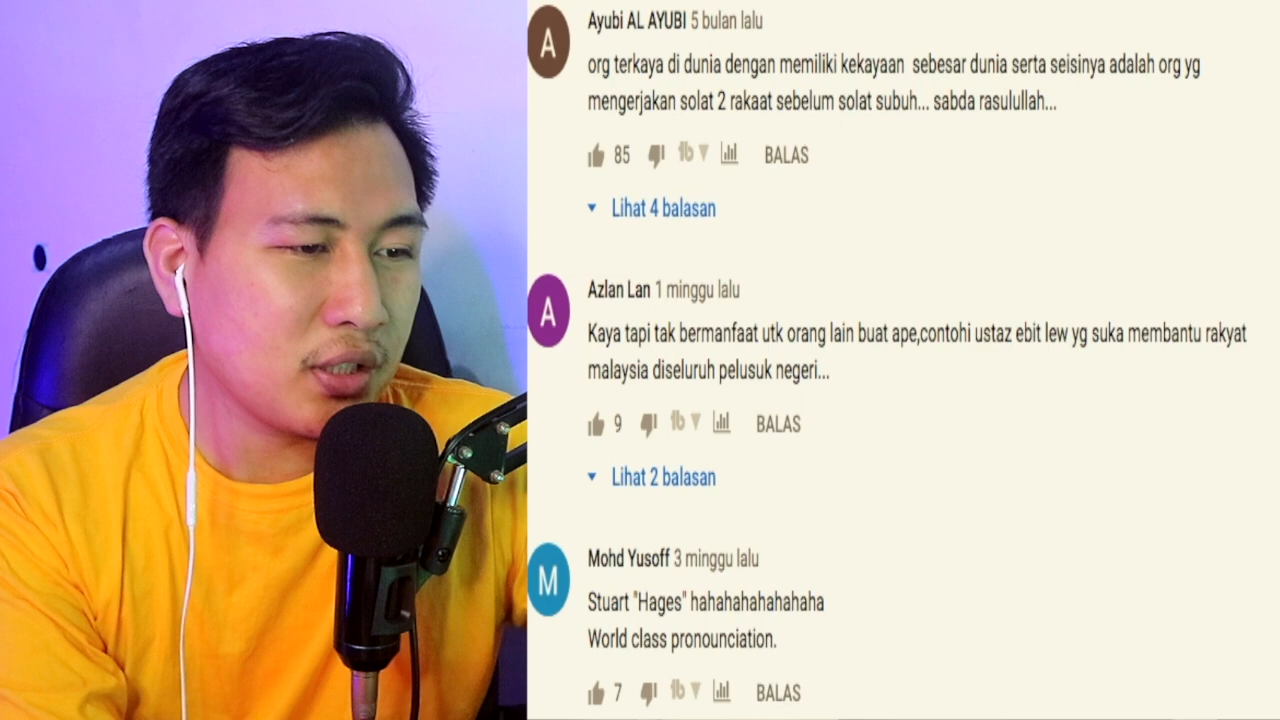 A
Ayubi AL AYUBI 5 bulan lalu
org terkaya di dunia dengan memiliki kekayaan sebesar dunia serta seisinya adalah org yg
mengerjakan solat 2 rakaat sebelum solat subuh... sabda rasulullah...
85 BALAS
Lihat 4 balasan
A
Azlan Lan 1 minggu lalu
Kaya tapi tak bermanfaat utk orang lain buat ape,contohi ustaz ebit lew yg suka membantu rakyat
malaysia diseluruh pelusuk negeri...
9 BALAS
Lihat 2 balasan
M
Mohd Yusoff 3 minggu lalu
Stuart "Hages" hahahahahahaha
World class pronounciation.
7 BALAS